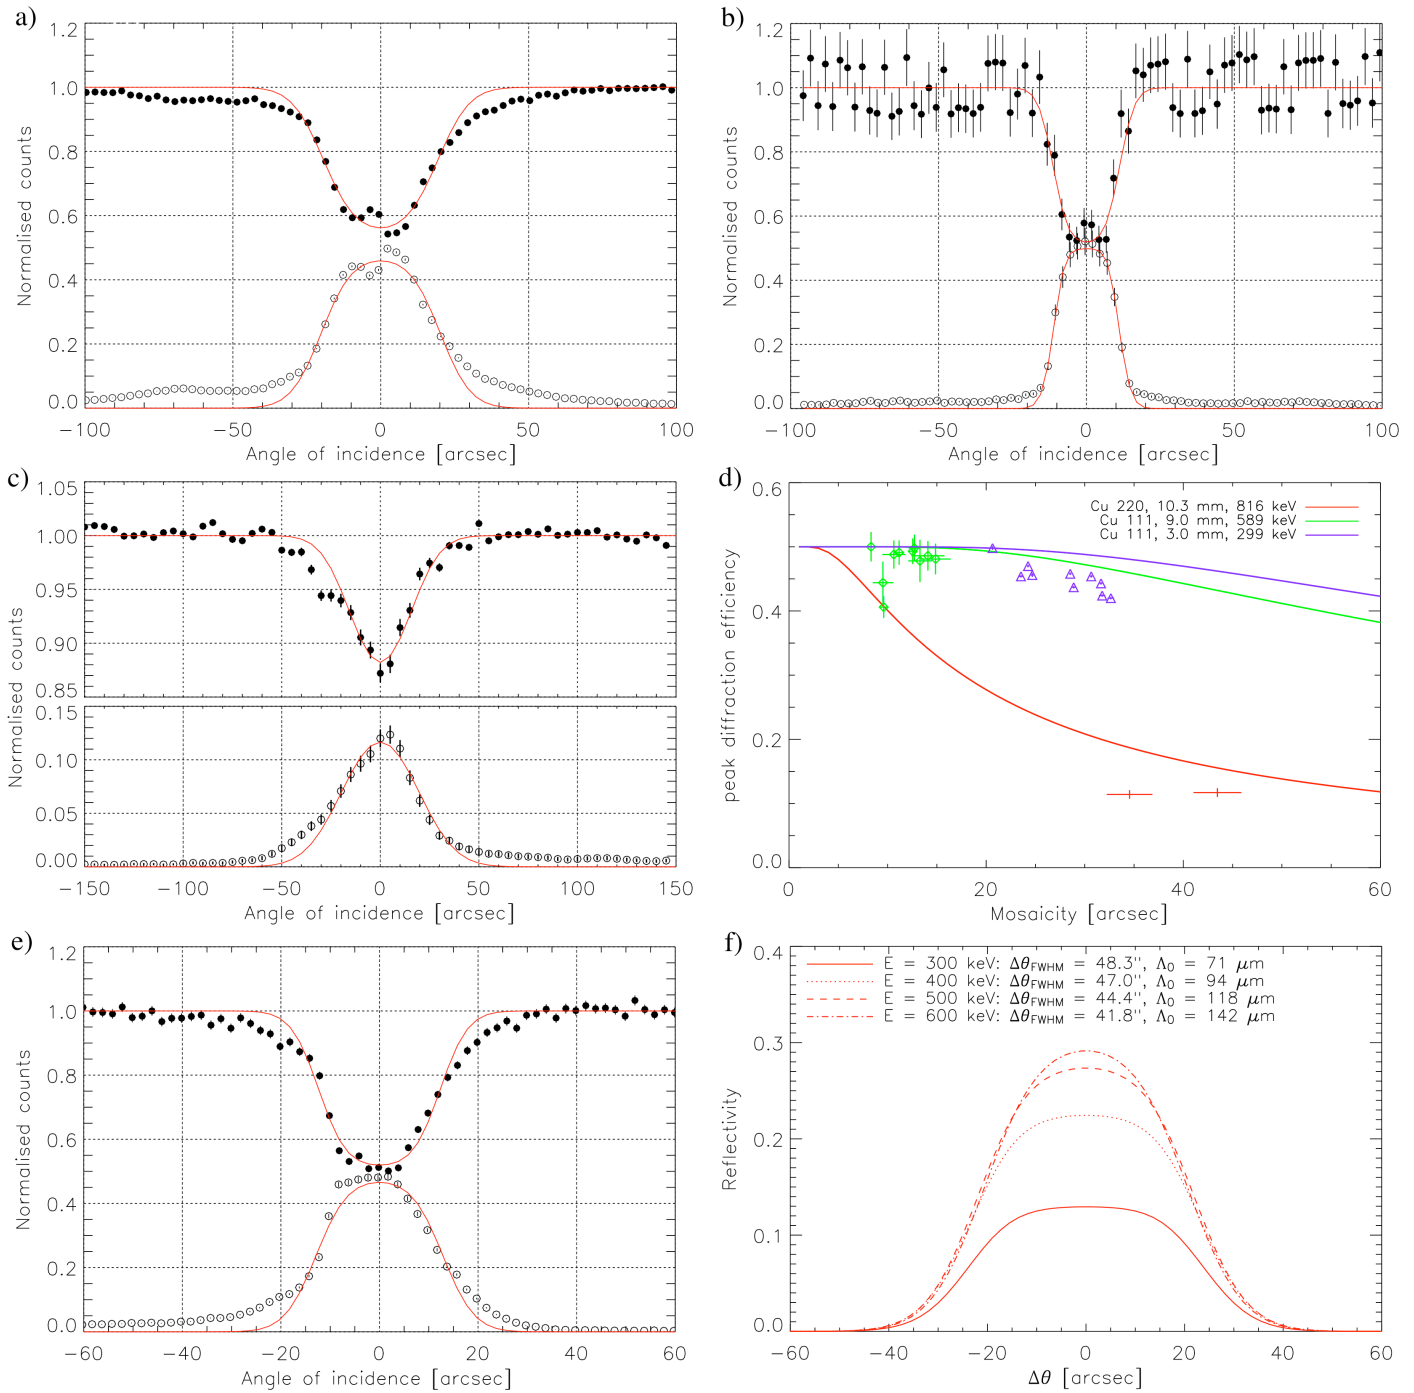 a)
1.2
1.0
0.8
0.6
0.4
0.2
0.0
Normalised counts
−100
−50
0
50
100
Angle of incidence [arcsec]
b)
1.2
1.0
0.8
0.6
0.4
0.2
0.0
Normalised counts
−100
−50
0
50
100
Angle of incidence [arcsec]
c)
1.05
1.00
0.95
0.90
0.85
0.15
0.10
0.05
0.00
Normalised counts
−150
−100
−50
0
50
100
150
Angle of incidence [arcsec]
d)
0.6
0.4
0.2
0.0
peak diffraction efficiency
Cu 220, 10.3 mm, 816 keV
Cu 111, 9.0 mm, 589 keV
Cu 111, 3.0 mm, 299 keV
0
20
40
60
Mosaicity [arcsec]
e)
1.2
1.0
0.8
0.6
0.4
0.2
0.0
Normalised counts
−60
−40
−20
0
20
40
60
Angle of incidence [arcsec]
f)
0.4
0.3
0.2
0.1
0.0
Reflectivity
E = 300 keV: ΔθFWHM = 48.3'', Λ0 = 71 μm
E = 400 keV: ΔθFWHM = 47.0'', Λ0 = 94 μm
E = 500 keV: ΔθFWHM = 44.4'', Λ0 = 118 μm
E = 600 keV: ΔθFWHM = 41.8'', Λ0 = 142 μm
−60
−40
−20
0
20
40
60
Δθ [arcsec]